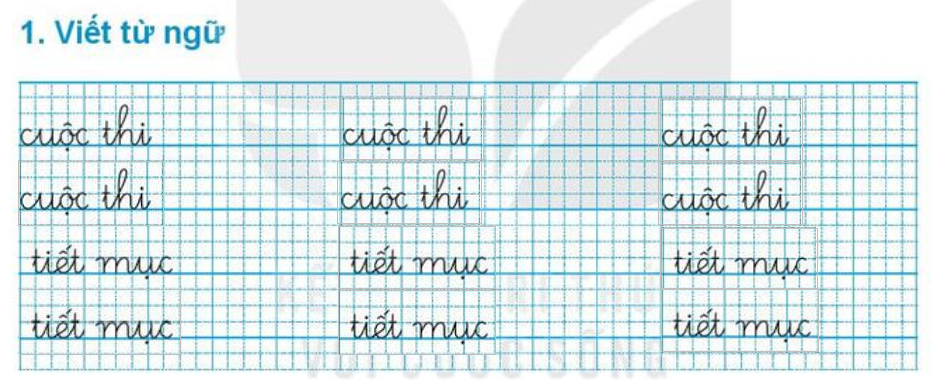 1. Viết từ ngữ
cuộc thi cuộc thi cuộc thi
cuộc thi cuộc thi cuộc thi
tiết mục tiết mục tiết mục
tiết mục tiết mục tiết mục